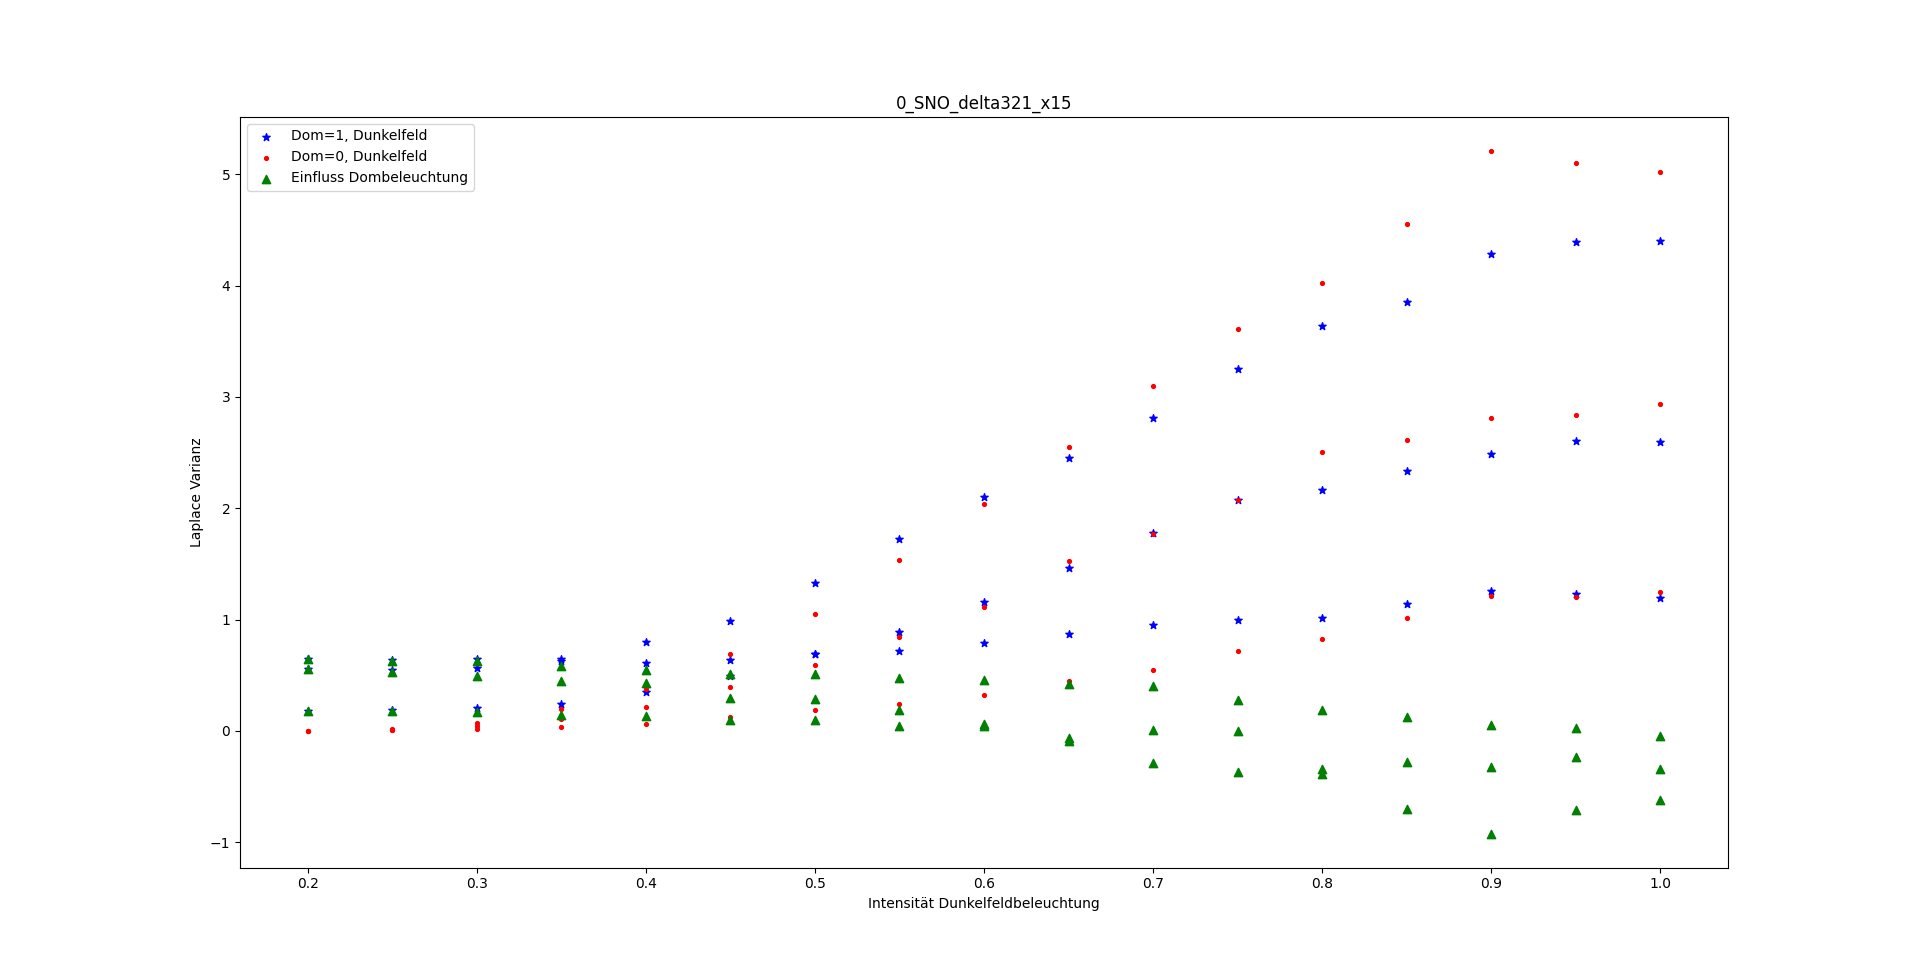 0_SNO_delta321_x15
Dom=1, Dunkelfeld
Dom=0, Dunkelfeld
Einfluss Dombeleuchtung
Laplace Varianz
5
4
3
2
1
0
−1
0.2 0.3 0.4 0.5 0.6 0.7 0.8 0.9 1.0
Intensität Dunkelfeldbeleuchtung